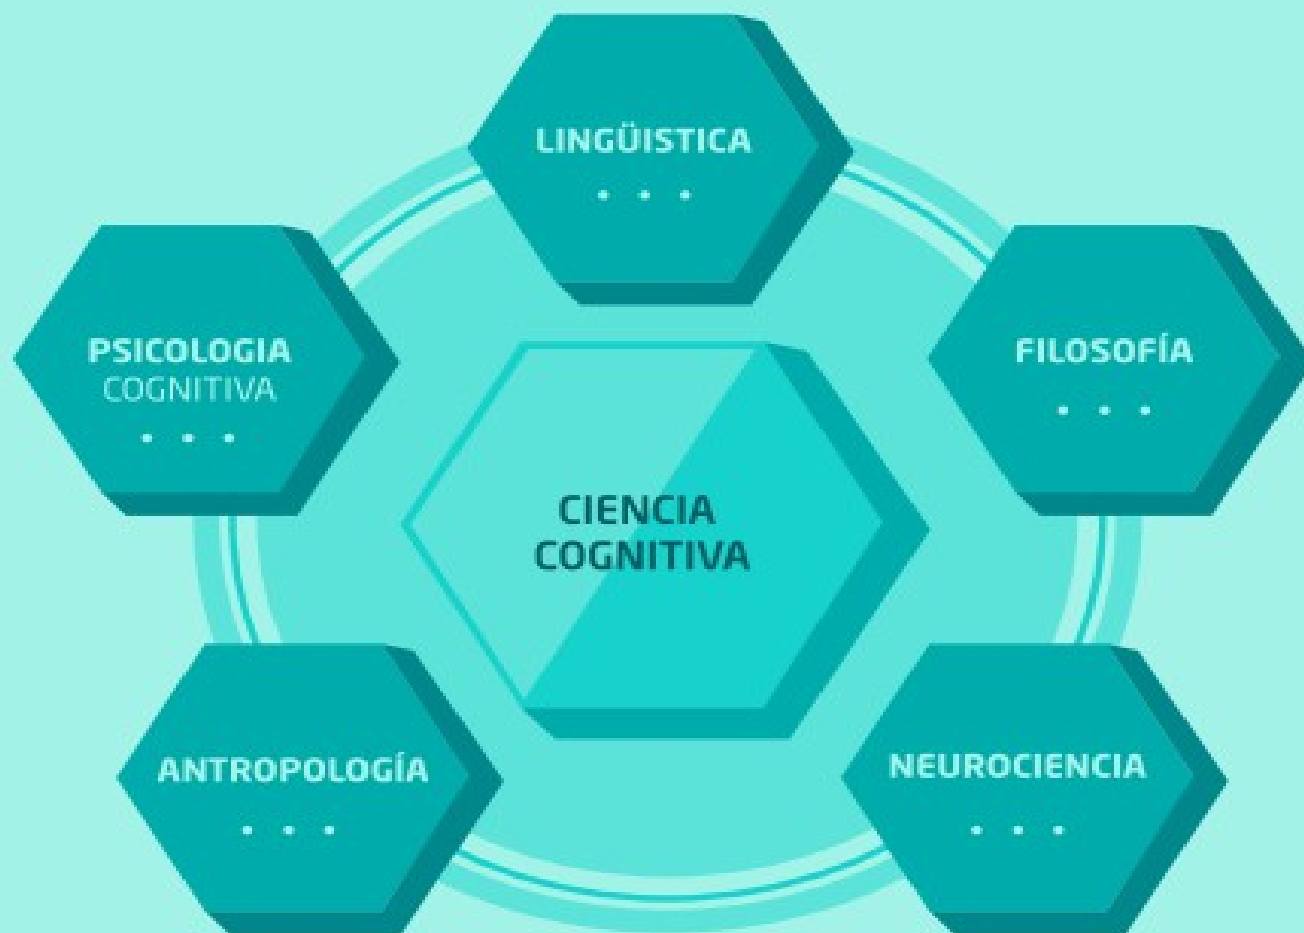 LINGÜISTICA
PSICOLOGIA
COGNITIVA
FILOSOFÍA
CIENCIA
COGNITIVA
ANTROPOLOGÍA
NEUROCIENCIA